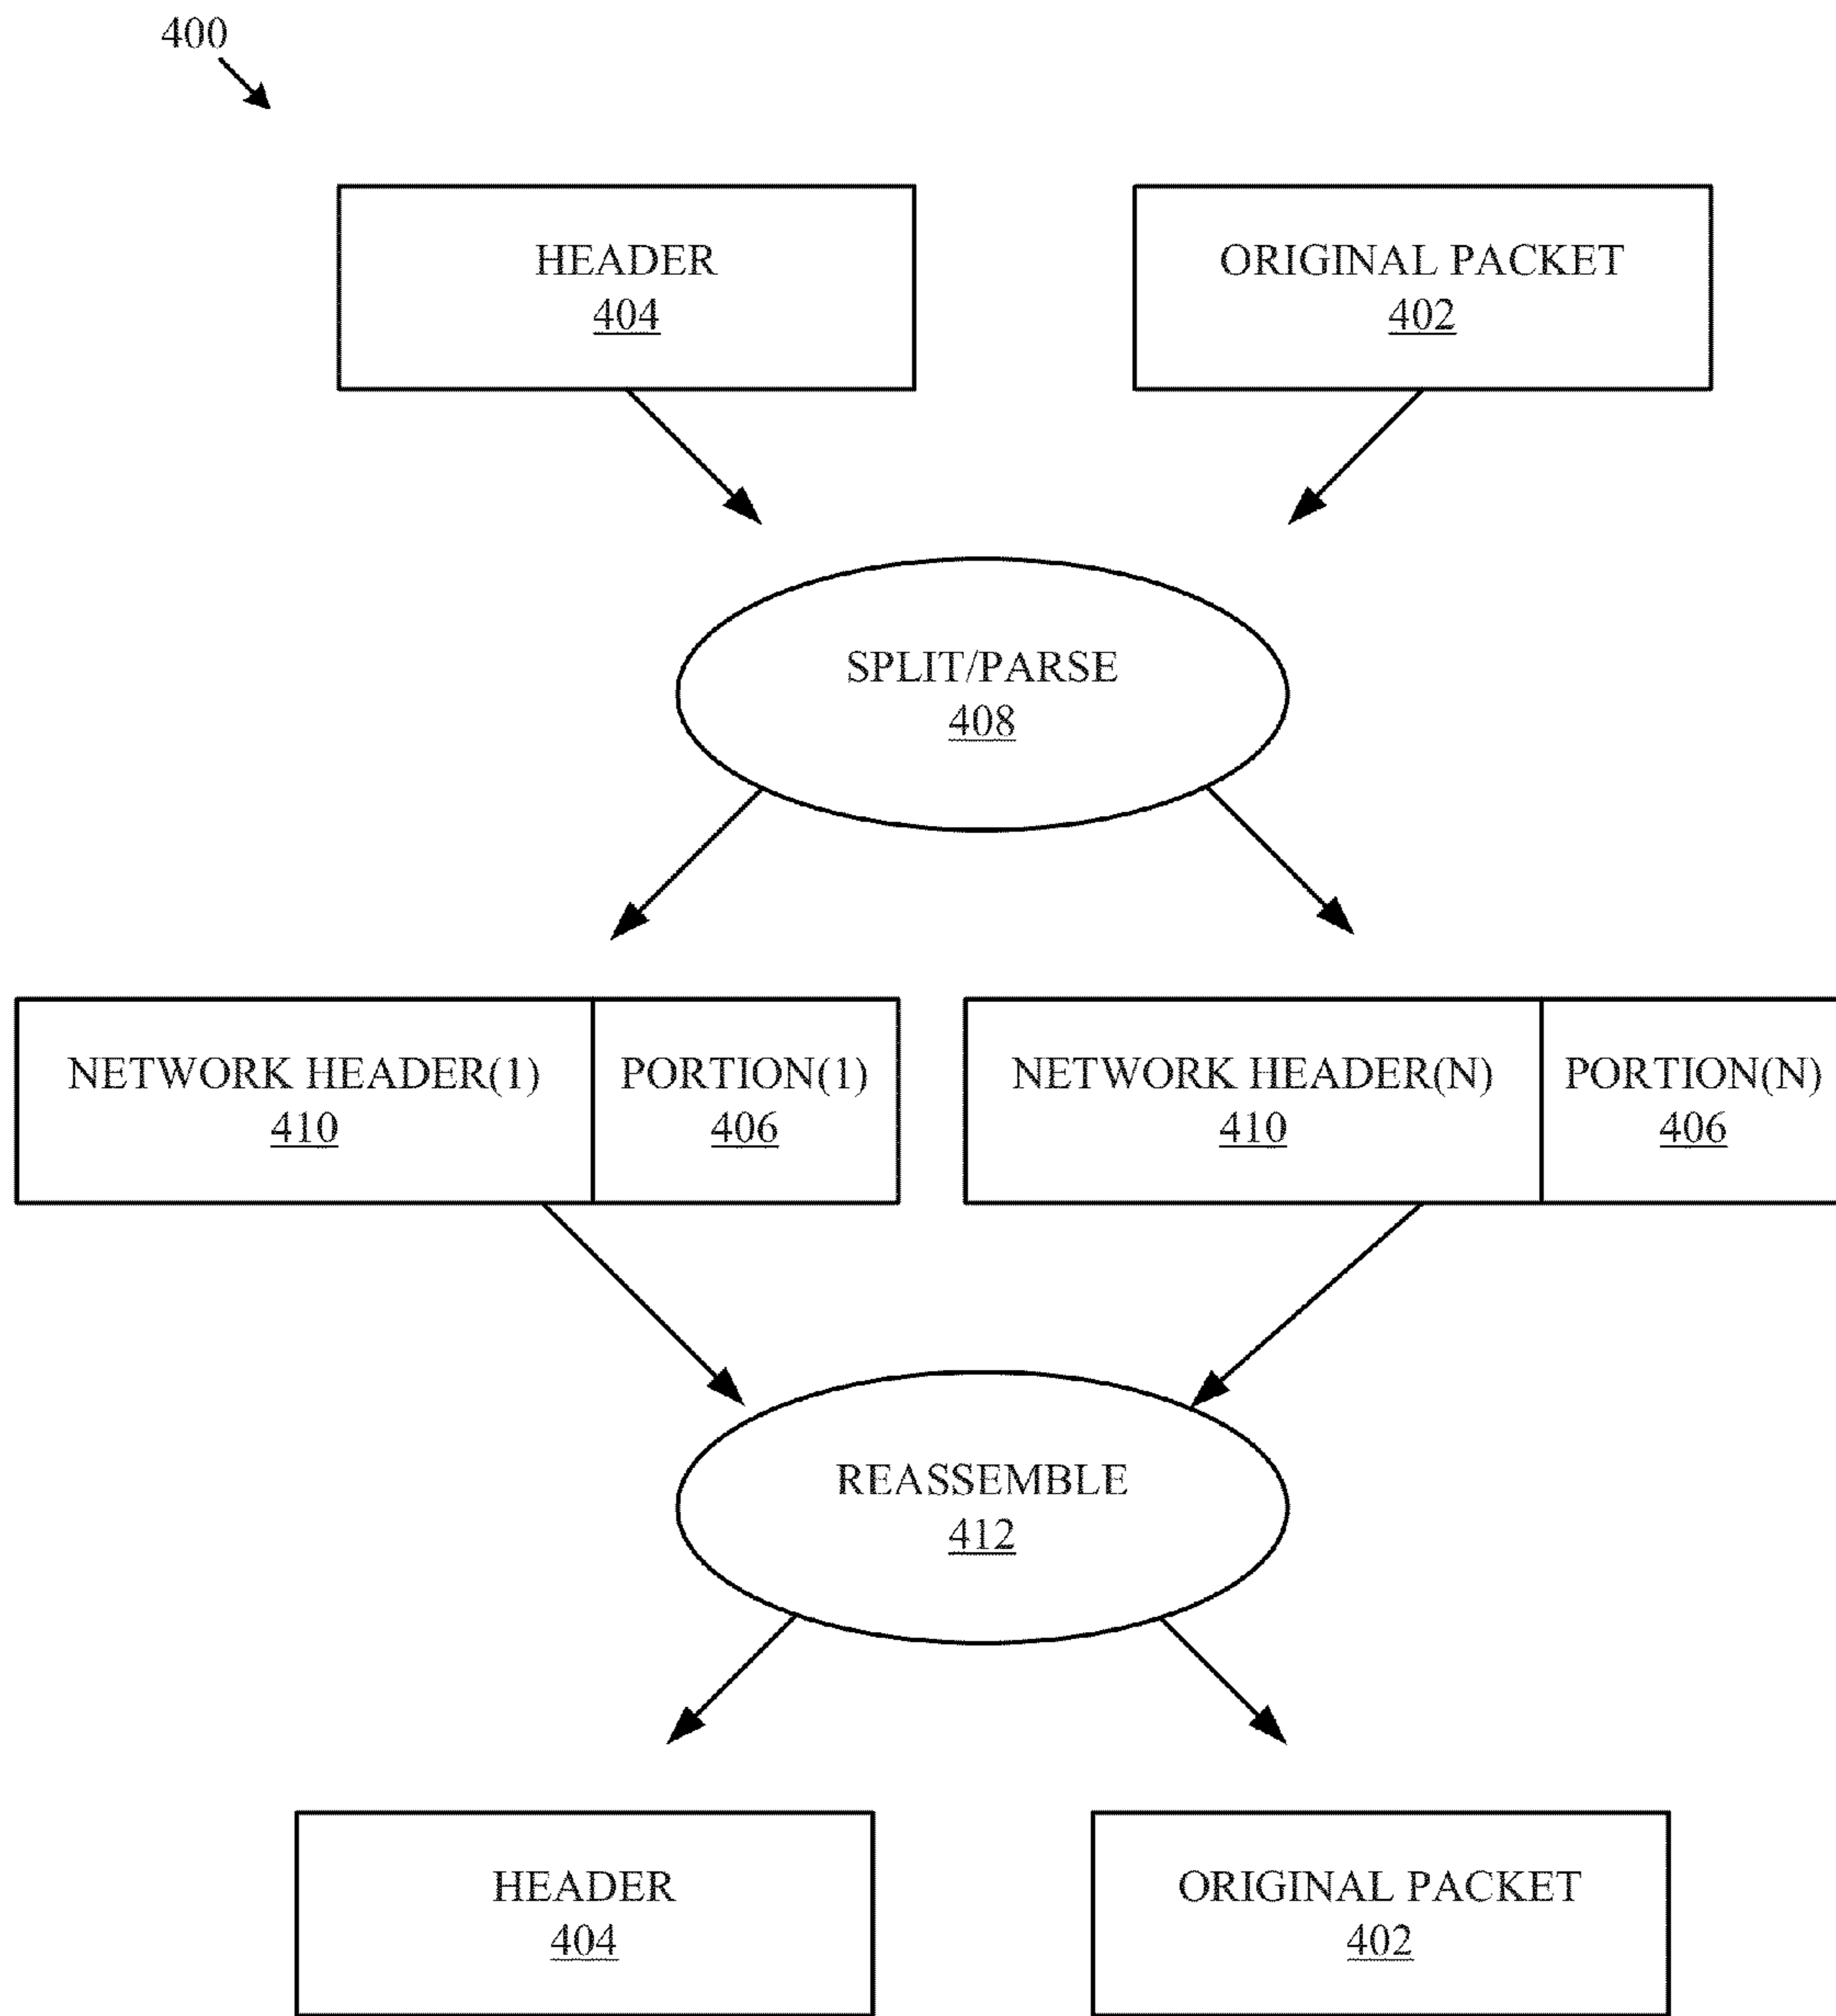 400
HEADER
404
ORIGINAL PACKET
402
SPLIT/PARSE
408
NETWORK HEADER(1)
410
PORTION(1)
406
NETWORK HEADER(N)
410
PORTION(N)
406
REASSEMBLE
412
HEADER
404
ORIGINAL PACKET
402